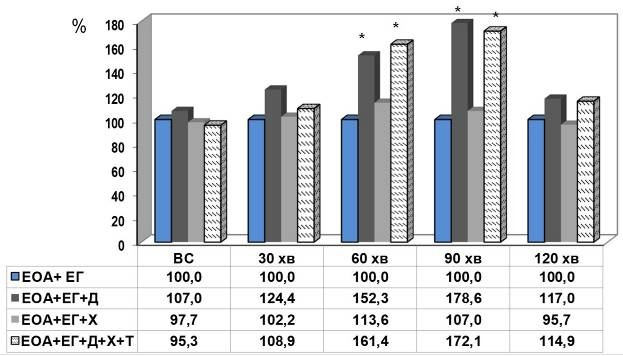 %
180
160
140
120
100
80
60
40
20
0
* * * *
ВС 30 хв 60 хв 90 хв 120 хв
ЕОА+ ЕГ 100,0 100,0 100,0 100,0 100,0
ЕОА+ЕГ+Д 107,0 124,4 152,3 178,6 117,0
ЕОА+ЕГ+Х 97,7 102,2 113,6 107,0 95,7
ЕОА+ЕГ+Д+Х+Т 95,3 108,9 161,4 172,1 114,9